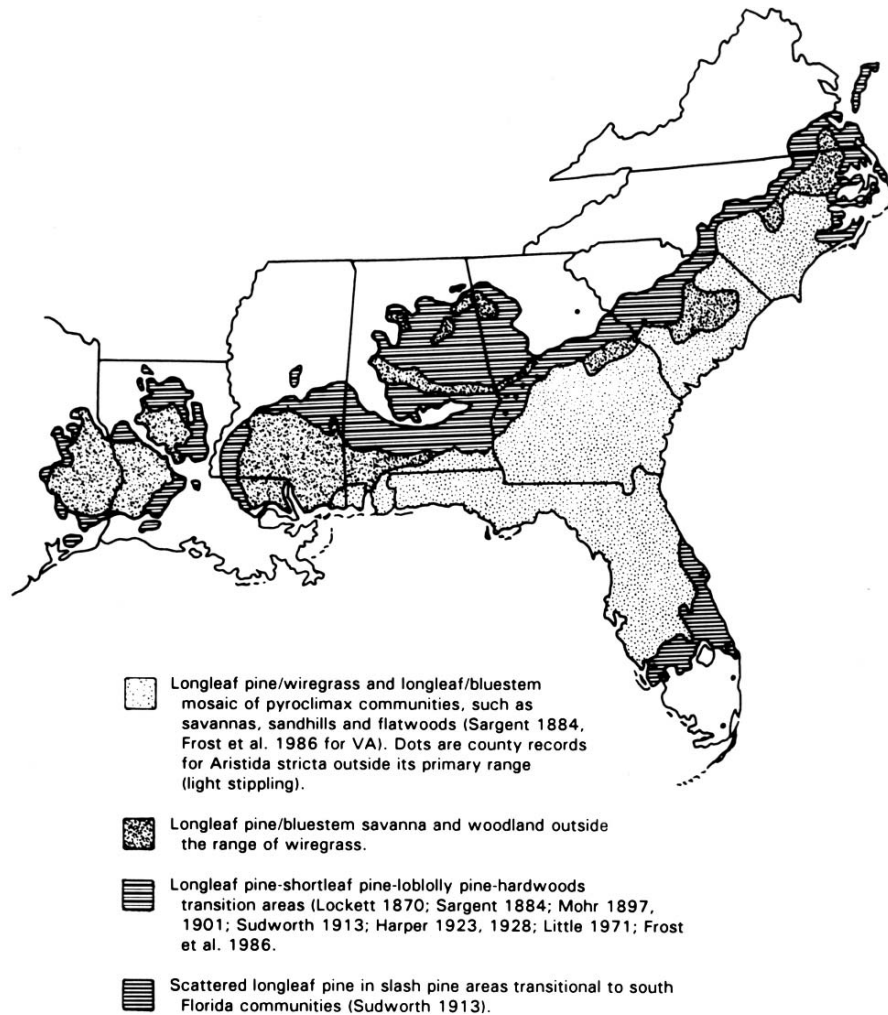 Longleaf pine/wiregrass and longleaf/bluestem
mosaic of pyroclimax communities, such as
savannas, sandhills and flatwoods (Sargent 1884,
Frost et al. 1986 for VA). Dots are county records
for Aristida stricta outside its primary range
(light stippling).
Longleaf pine/bluestem savanna and woodland outside
the range of wiregrass.
Longleaf pine-shortleaf pine-loblolly pine-hardwoods
transition areas (Lockett 1870; Sargent 1884; Mohr 1897,
1901; Sudworth 1913; Harper 1923, 1928; Little 1971; Frost
et al. 1986.
Scattered longleaf pine in slash pine areas transitional to south
Florida communities (Sudworth 1913).